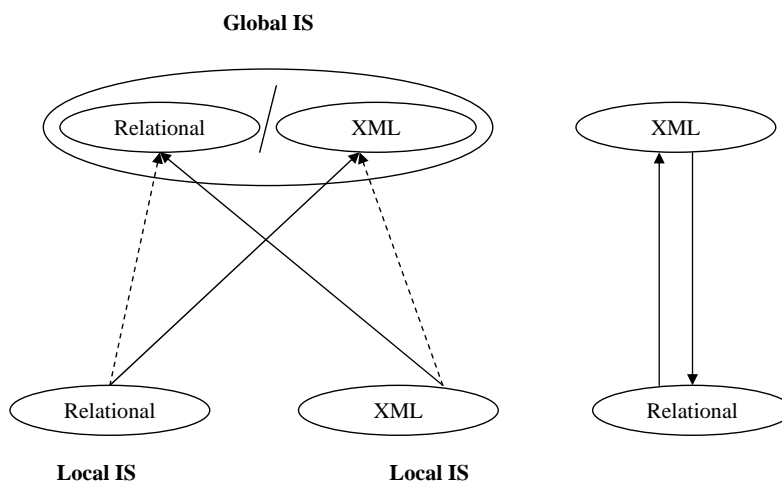 Global IS
Relational / XML
XML
Relational
XML
Relational
Local IS
Local IS